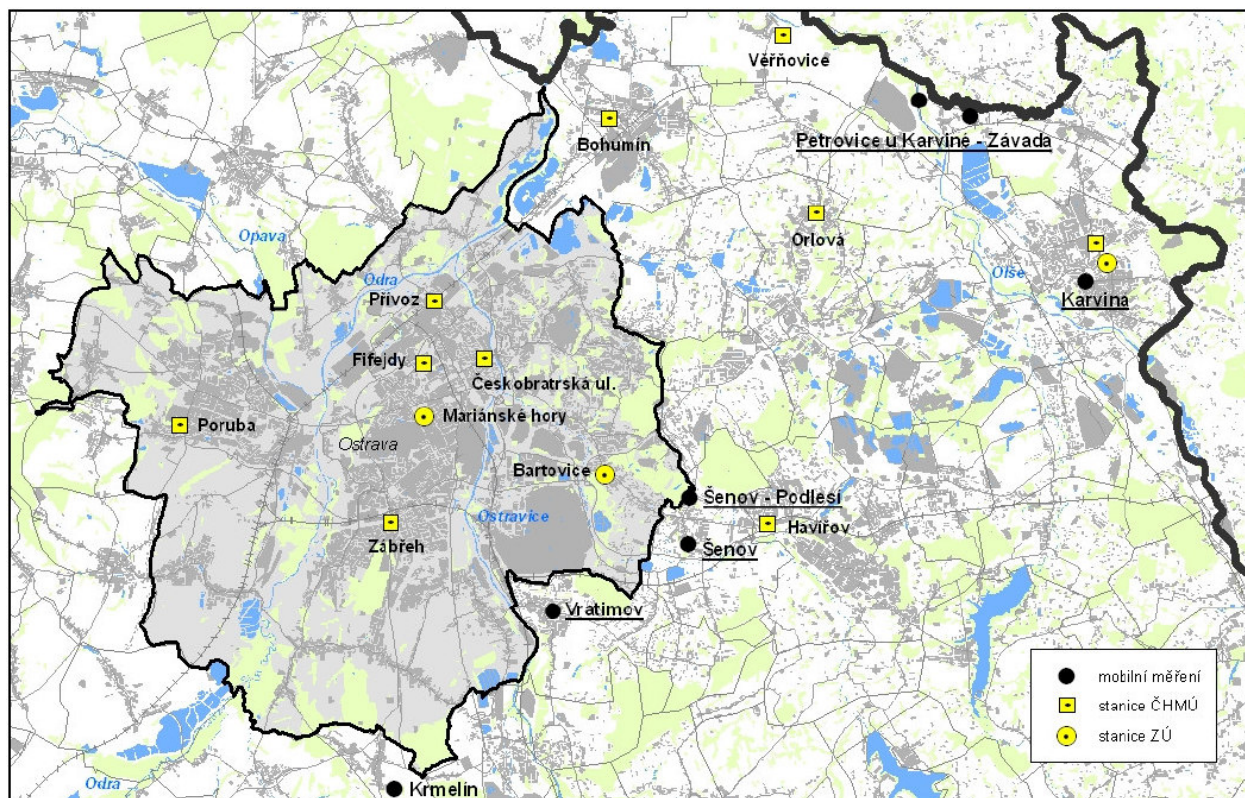 Věřňovice
Bohumín
Petrovice u Karviné - Závada
Orlová
Opava
Odra
Olše
Přívoz
Karviná
Fifejdy
Českobratrská ul.
Mariánské hory
Poruba
Ostrava
Bartovice
Šenov - Podlesí
Ostravice
Havířov
Zábřeh
Šenov
Vratimov
mobilní měření
stanice ČHMÚ
stanice ZÚ
Odra
Krmelín